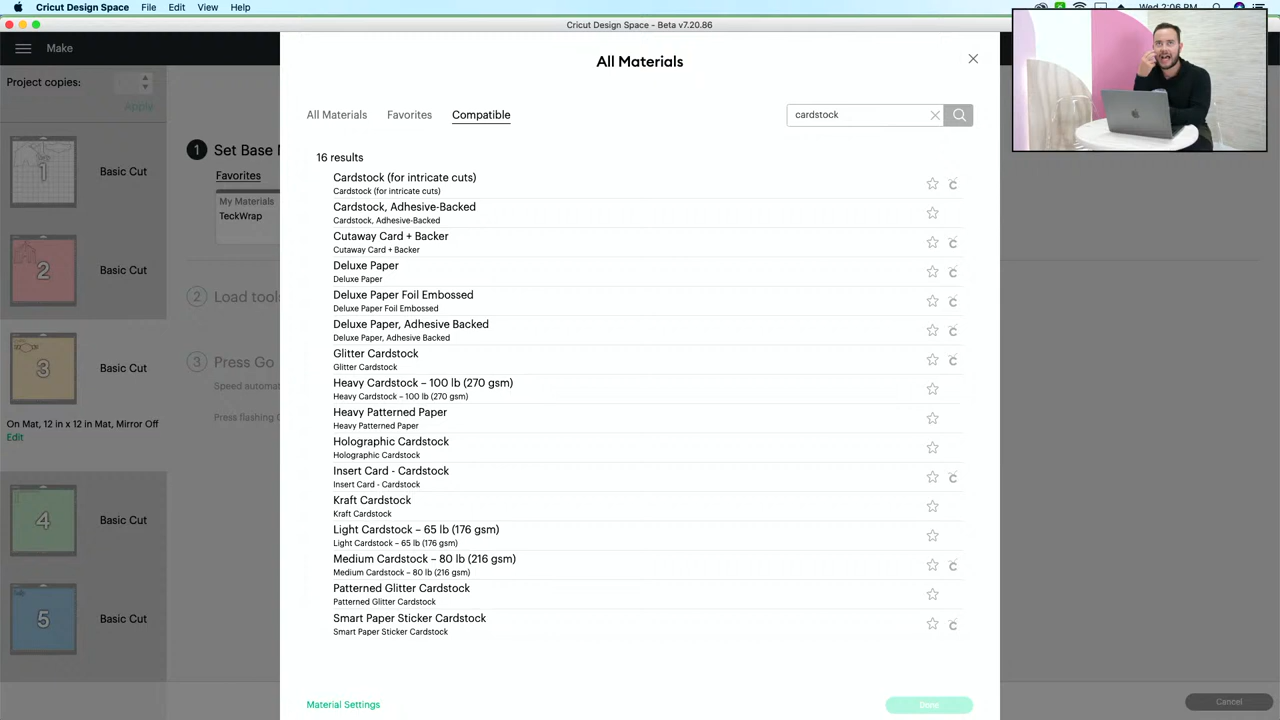 Cricut Design Space File Edit View Help
Wed 2:06 PM
Cricut Design Space - Beta v7.20.86
Make
Project copies:
Apply
1
Basic Cut
2
Basic Cut
3
Basic Cut
On Mat, 12 in x 12 in Mat, Mirror Off
Edit
4
Basic Cut
5
Basic Cut
1 Set Base
Favorites
My Materials
TeckWrap
2 Load tools
3 Press Go
Speed automat
Press flashing
All Materials
All Materials Favorites Compatible
cardstock
16 results
Cardstock (for intricate cuts)
Cardstock (for intricate cuts)
Cardstock, Adhesive-Backed
Cardstock, Adhesive-Backed
Cutaway Card + Backer
Cutaway Card + Backer
Deluxe Paper
Deluxe Paper
Deluxe Paper Foil Embossed
Deluxe Paper Foil Embossed
Deluxe Paper, Adhesive Backed
Deluxe Paper, Adhesive Backed
Glitter Cardstock
Glitter Cardstock
Heavy Cardstock – 100 lb (270 gsm)
Heavy Cardstock – 100 lb (270 gsm)
Heavy Patterned Paper
Heavy Patterned Paper
Holographic Cardstock
Holographic Cardstock
Insert Card - Cardstock
Insert Card - Cardstock
Kraft Cardstock
Kraft Cardstock
Light Cardstock – 65 lb (176 gsm)
Light Cardstock – 65 lb (176 gsm)
Medium Cardstock – 80 lb (216 gsm)
Medium Cardstock – 80 lb (216 gsm)
Patterned Glitter Cardstock
Patterned Glitter Cardstock
Smart Paper Sticker Cardstock
Smart Paper Sticker Cardstock
Material Settings
Done
Cancel